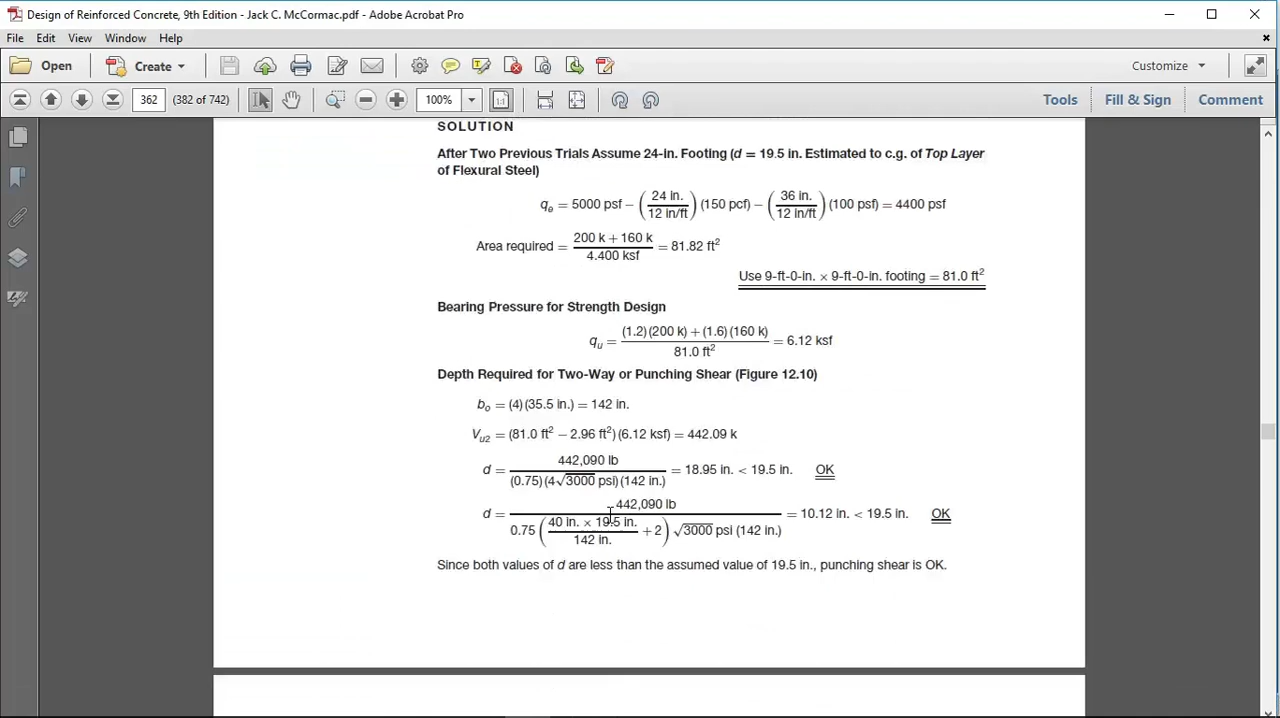 Design of Reinforced Concrete, 9th Edition - Jack C. McCormac.pdf - Adobe Acrobat Pro
File Edit View Window Help
Open Create Customize
362 (382 of 742) 100% Tools Fill & Sign Comment
SOLUTION
After Two Previous Trials Assume 24-in. Footing (d = 19.5 in. Estimated to c.g. of Top Layer
of Flexural Steel)
qe = 5000 psf − (24 in. / 12 in/ft) (150 pcf) − (36 in. / 12 in/ft) (100 psf) = 4400 psf
Area required = 200 k + 160 k / 4.400 ksf = 81.82 ft²
Use 9-ft-0-in. × 9-ft-0-in. footing = 81.0 ft²
Bearing Pressure for Strength Design
qu = (1.2)(200 k) + (1.6)(160 k) / 81.0 ft² = 6.12 ksf
Depth Required for Two-Way or Punching Shear (Figure 12.10)
bo = (4)(35.5 in.) = 142 in.
Vu2 = (81.0 ft² − 2.96 ft²)(6.12 ksf) = 442.09 k
d = 442,090 lb / (0.75)(4√3000 psi)(142 in.) = 18.95 in. < 19.5 in. OK
d = 442,090 lb / 0.75 (40 in. × 19.5 in. / 142 in. + 2) √3000 psi (142 in.) = 10.12 in. < 19.5 in. OK
Since both values of d are less than the assumed value of 19.5 in., punching shear is OK.